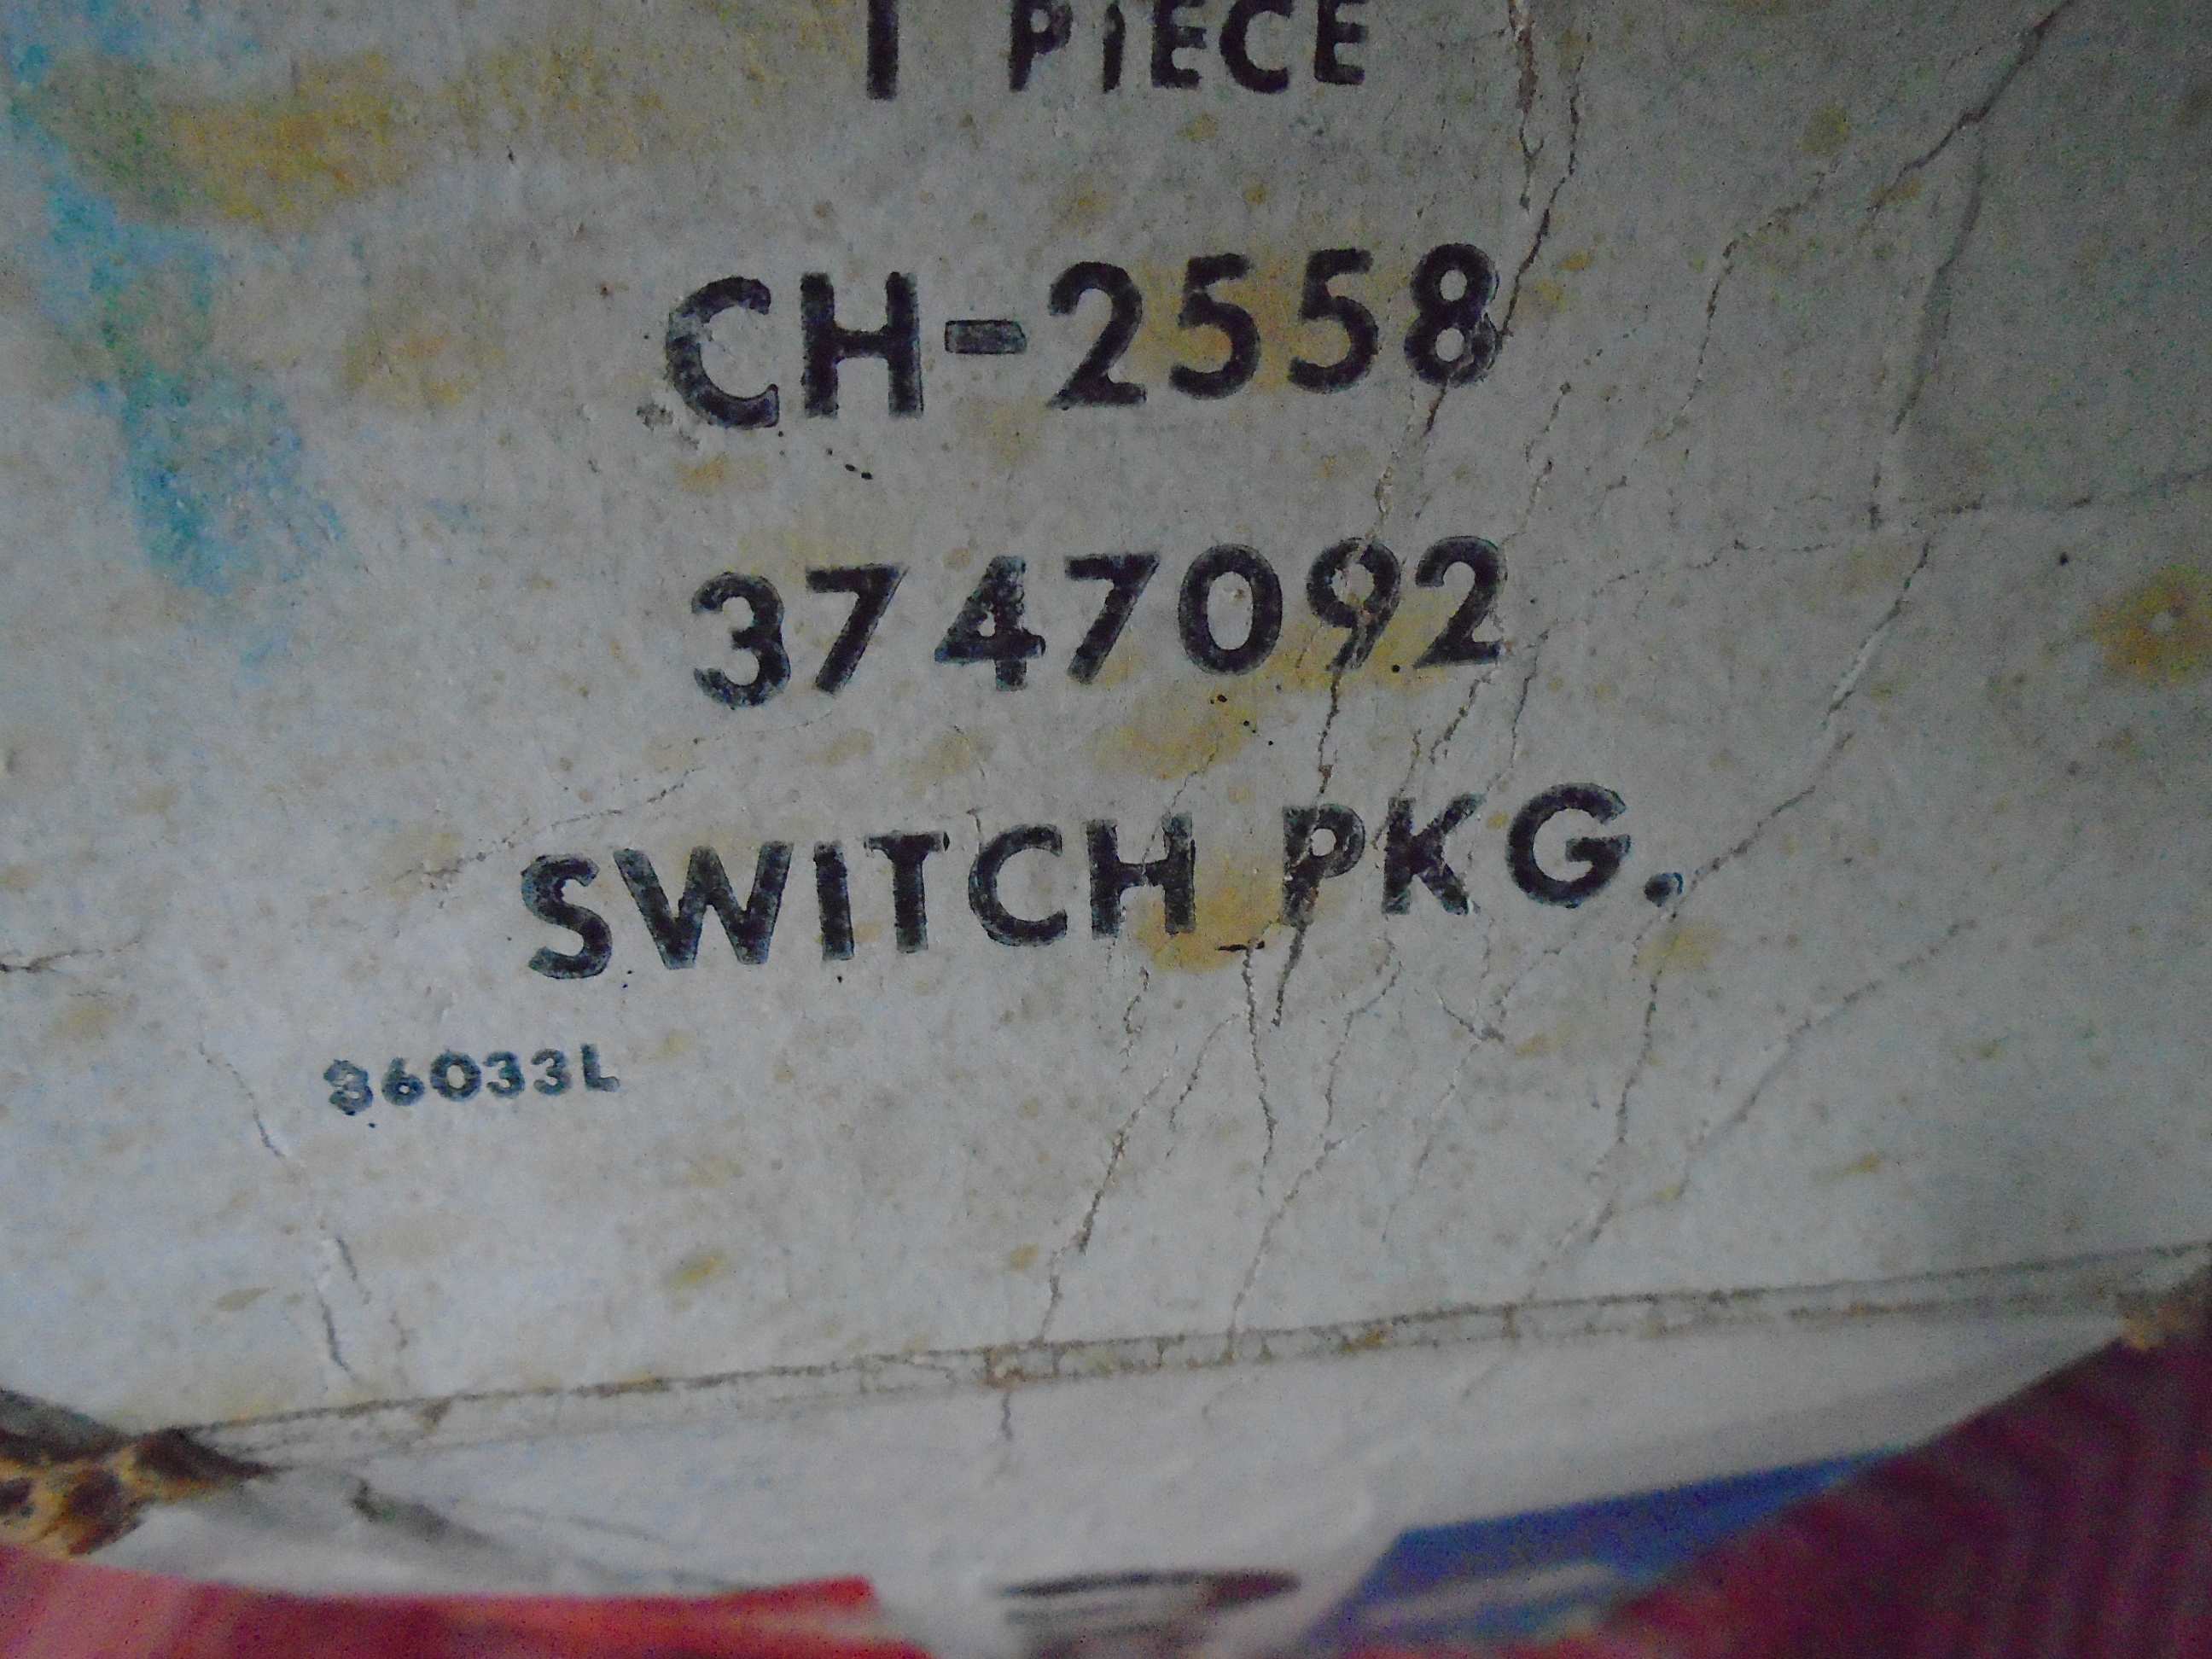 1 PIECE
CH-2558
3747092
SWITCH PKG.
36033L